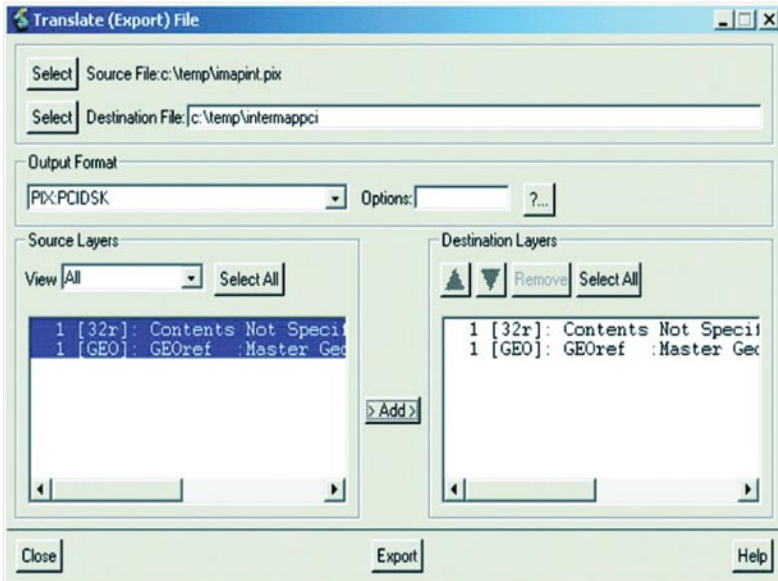 Translate (Export) File
Select Source File:c:\temp\imapint.pix
Select Destination File: c:\temp\intermappci
Output Format
PIX:PCIDSK Options: ?...
Source Layers
View All Select All
1 [32r]: Contents Not Specif
1 [GEO]: GEOref :Master Geo
> Add >
Destination Layers
Remove Select All
1 [32r]: Contents Not Specif
1 [GEO]: GEOref :Master Geo
Close Export Help